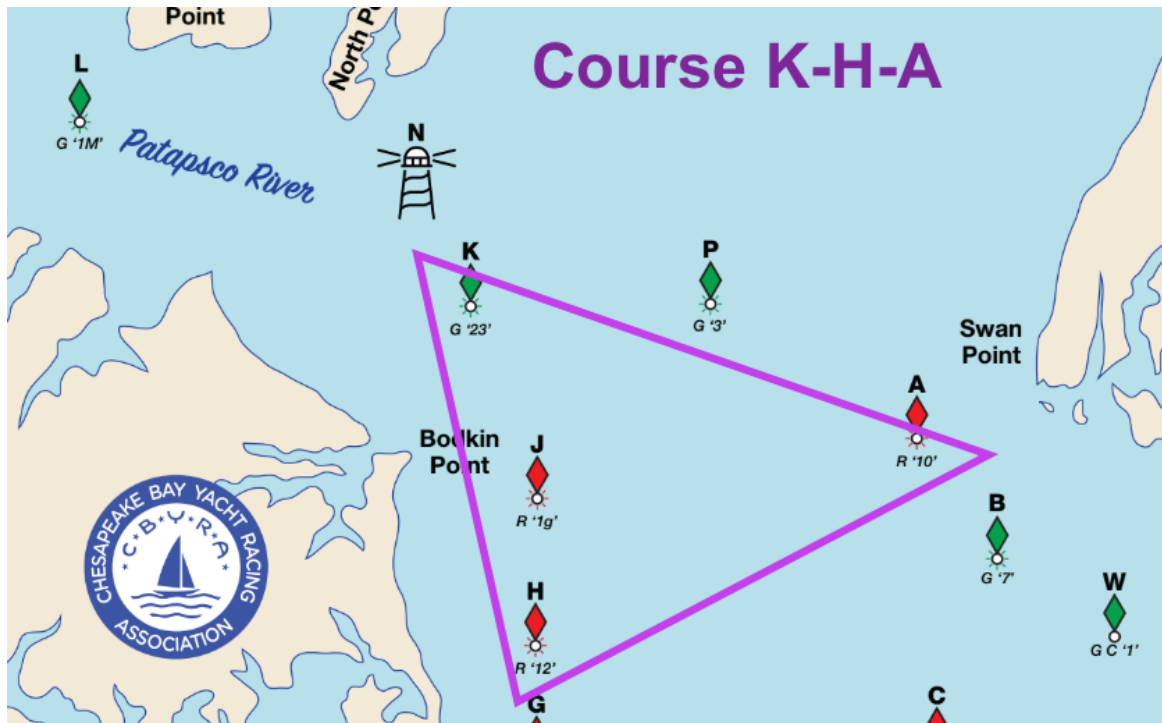 Point
North Po
Course K-H-A
L
G ‘1M’
Patapsco River
N
K
G ‘23’
P
G ‘3’
Swan
Point
A
R ‘10’
Bodkin
Point
J
R ‘1g’
B
G ‘7’
CHESAPEAKE BAY YACHT RACING
C★B★Y★R★A
ASSOCIATION
H
R ‘12’
W
G C ‘1’
G
C